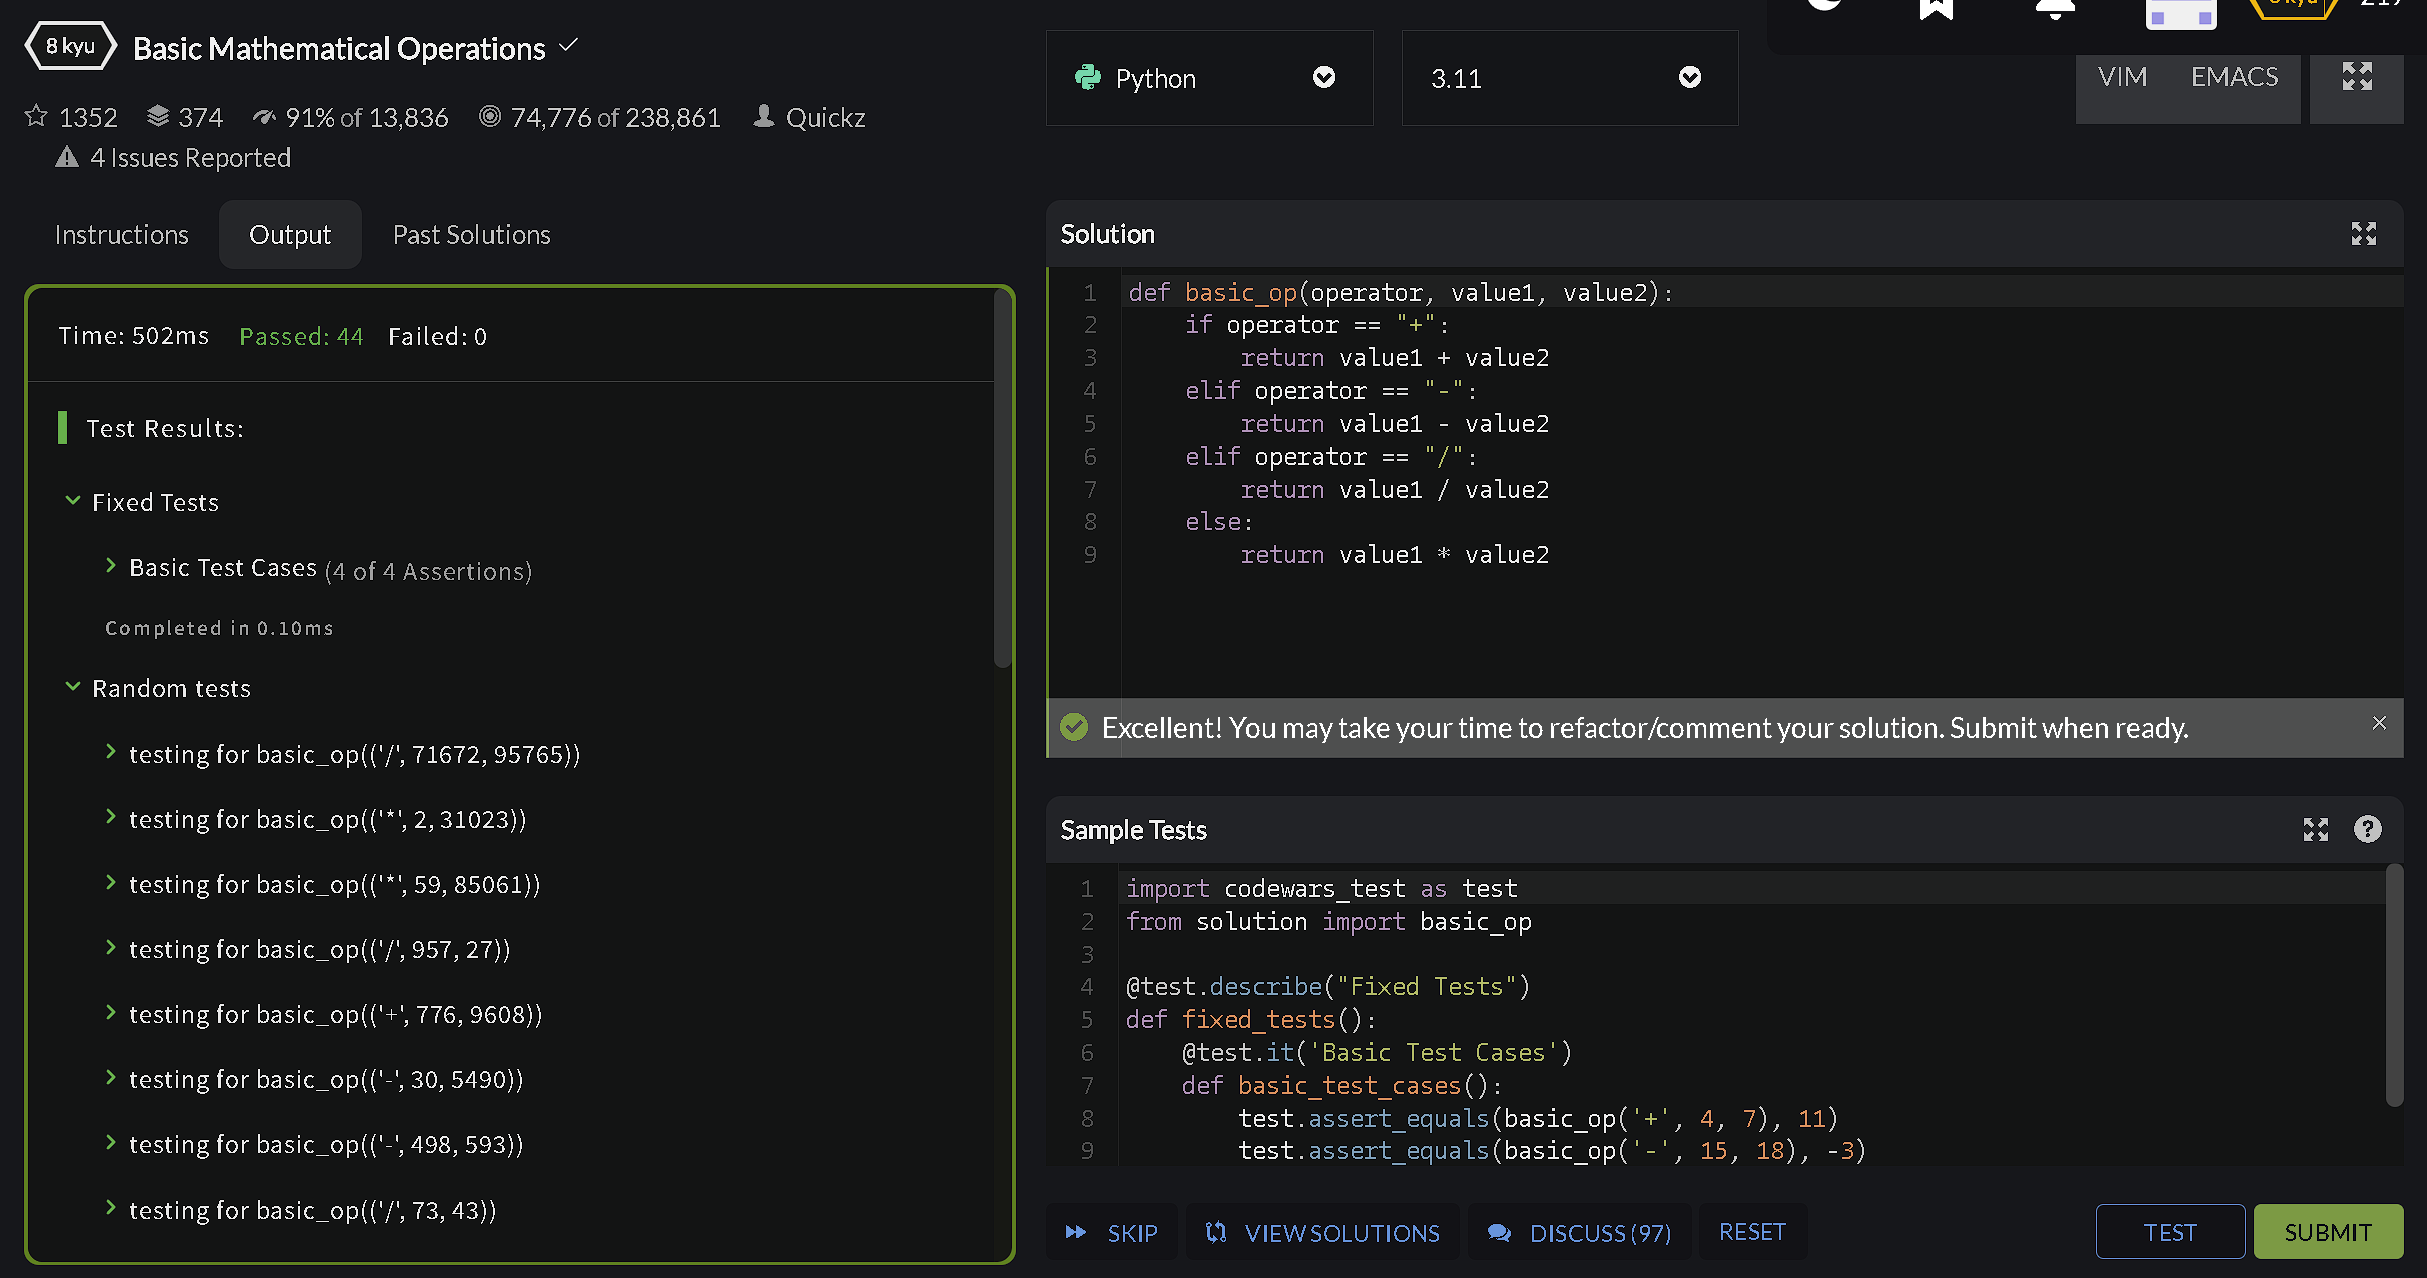 8 kyu Basic Mathematical Operations
1352 374 91% of 13,836 74,776 of 238,861 Quickz
4 Issues Reported
Instructions Output Past Solutions
Time: 502ms Passed: 44 Failed: 0
Test Results:
Fixed Tests
Basic Test Cases (4 of 4 Assertions)
Completed in 0.10ms
Random tests
testing for basic_op(('/', 71672, 95765))
testing for basic_op(('*', 2, 31023))
testing for basic_op(('*', 59, 85061))
testing for basic_op(('/', 957, 27))
testing for basic_op(('+', 776, 9608))
testing for basic_op(('-', 30, 5490))
testing for basic_op(('-', 498, 593))
testing for basic_op(('/', 73, 43))
Python 3.11 VIM EMACS
Solution
1 def basic_op(operator, value1, value2):
2     if operator == "+":
3         return value1 + value2
4     elif operator == "-":
5         return value1 - value2
6     elif operator == "/":
7         return value1 / value2
8     else:
9         return value1 * value2
Excellent! You may take your time to refactor/comment your solution. Submit when ready.
Sample Tests
1 import codewars_test as test
2 from solution import basic_op
3
4 @test.describe("Fixed Tests")
5 def fixed_tests():
6     @test.it('Basic Test Cases')
7     def basic_test_cases():
8         test.assert_equals(basic_op('+', 4, 7), 11)
9         test.assert_equals(basic_op('-', 15, 18), -3)
SKIP VIEW SOLUTIONS DISCUSS (97) RESET TEST SUBMIT